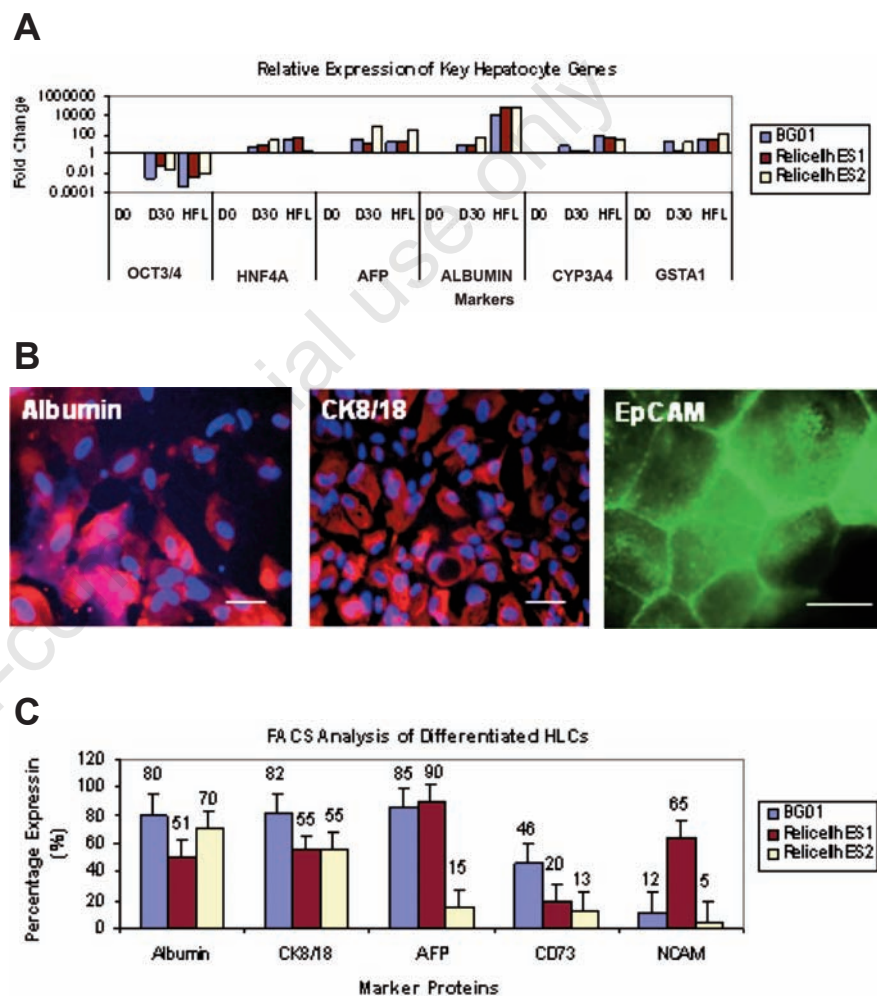 A
Relative Expression of Key Hepatocyte Genes
Fold Change
1000000
10000
100
1
0.01
0.0001
D0 D30 HFL D0 D30 HFL D0 D30 HFL D0 D30 HFL D0 D30 HFL D0 D30 HFL
OCT3/4 HNF4A AFP ALBUMIN CYP3A4 GSTA1
Markers
BG01
RelicellhES1
RelicellhES2
B
Albumin
CK8/18
EpCAM
C
FACS Analysis of Differentiated HLCs
Percentage Expressin
(%)
120
100
80
60
40
20
0
80 51 70 82 55 55 85 90 15 46 20 13 12 65 5
Albumin CK8/18 AFP CD73 NCAM
Marker Proteins
BG01
RelicellhES1
RelicellhES2
ial use only